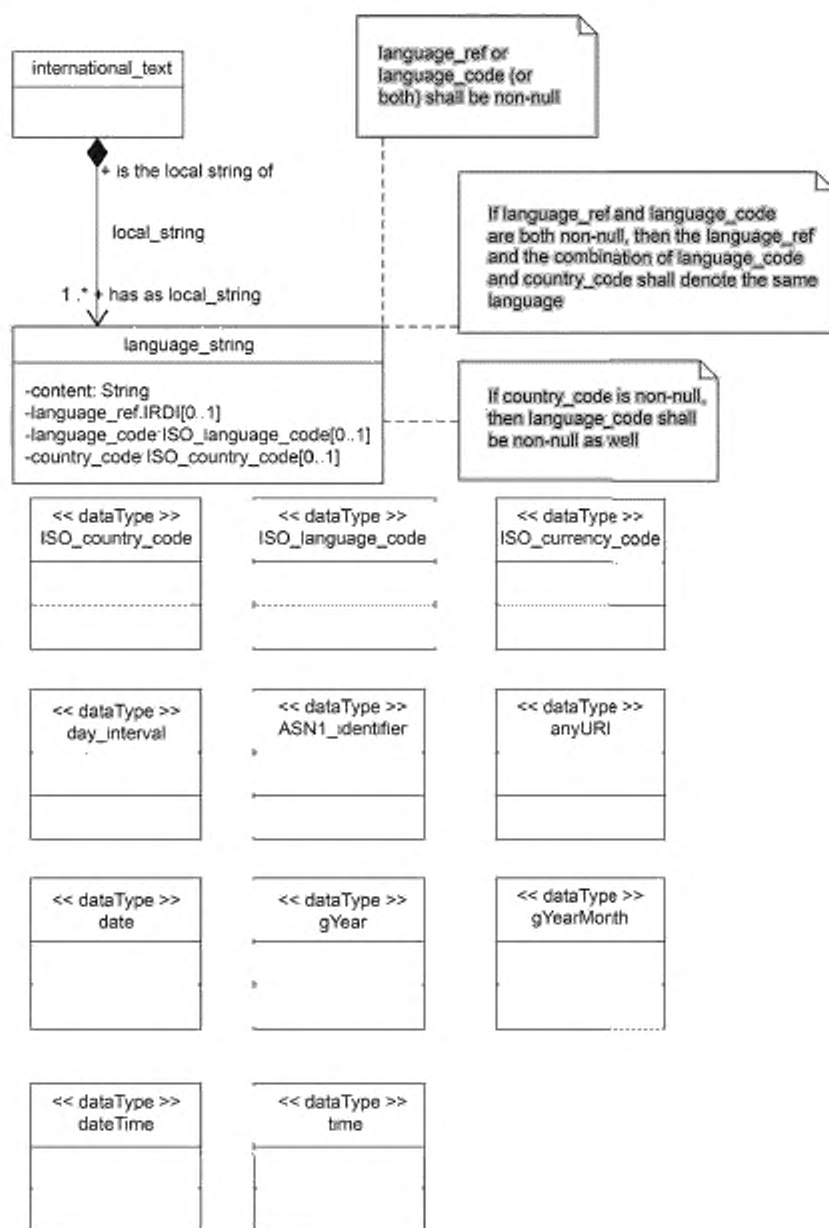 international_text
language_ref or
language_code (or
both) shall be non-null
+ is the local string of
local_string
1 .* + has as local_string
If language_ref and language_code
are both non-null, then the language_ref
and the combination of language_code
and country_code shall denote the same
language
language_string
-content: String
-language_ref.IRDI[0..1]
-language_code:ISO_language_code[0..1]
-country_code:ISO_country_code[0..1]
If country_code is non-null,
then language_code shall
be non-null as well
<< dataType >>
ISO_country_code
<< dataType >>
ISO_language_code
<< dataType >>
ISO_currency_code
<< dataType >>
day_interval
<< dataType >>
ASN1_identifier
<< dataType >>
anyURI
<< dataType >>
date
<< dataType >>
gYear
<< dataType >>
gYearMonth
<< dataType >>
dateTime
<< dataType >>
time